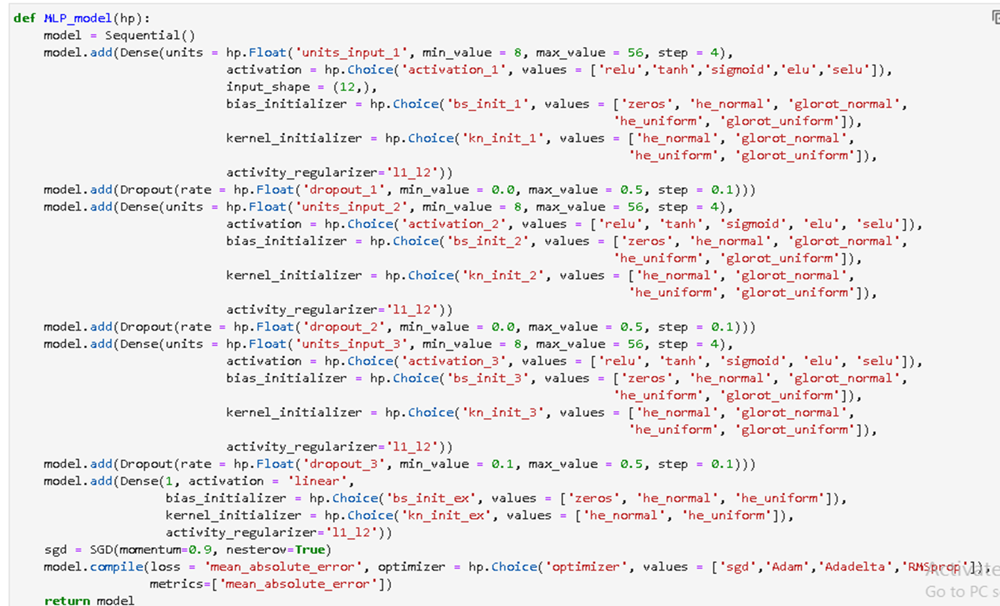 def MLP_model(hp):
    model = Sequential()
    model.add(Dense(units = hp.Float('units_input_1', min_value = 8, max_value = 56, step = 4),
                        activation = hp.Choice('activation_1', values = ['relu','tanh','sigmoid','elu','selu']),
                        input_shape = (12,),
                        bias_initializer = hp.Choice('bs_init_1', values = ['zeros', 'he_normal', 'glorot_normal',
                                                                           'he_uniform', 'glorot_uniform']),
                        kernel_initializer = hp.Choice('kn_init_1', values = ['he_normal', 'glorot_normal',
                                                                             'he_uniform', 'glorot_uniform']),
                        activity_regularizer='l1_l2'))
    model.add(Dropout(rate = hp.Float('dropout_1', min_value = 0.0, max_value = 0.5, step = 0.1)))
    model.add(Dense(units = hp.Float('units_input_2', min_value = 8, max_value = 56, step = 4),
                        activation = hp.Choice('activation_2', values = ['relu', 'tanh', 'sigmoid', 'elu', 'selu']),
                        bias_initializer = hp.Choice('bs_init_2', values = ['zeros', 'he_normal', 'glorot_normal',
                                                                           'he_uniform', 'glorot_uniform']),
                        kernel_initializer = hp.Choice('kn_init_2', values = ['he_normal', 'glorot_normal',
                                                                             'he_uniform', 'glorot_uniform']),
                        activity_regularizer='l1_l2'))
    model.add(Dropout(rate = hp.Float('dropout_2', min_value = 0.0, max_value = 0.5, step = 0.1)))
    model.add(Dense(units = hp.Float('units_input_3', min_value = 8, max_value = 56, step = 4),
                        activation = hp.Choice('activation_3', values = ['relu', 'tanh', 'sigmoid', 'elu', 'selu']),
                        bias_initializer = hp.Choice('bs_init_3', values = ['zeros', 'he_normal', 'glorot_normal',
                                                                           'he_uniform', 'glorot_uniform']),
                        kernel_initializer = hp.Choice('kn_init_3', values = ['he_normal', 'glorot_normal',
                                                                             'he_uniform', 'glorot_uniform']),
                        activity_regularizer='l1_l2'))
    model.add(Dropout(rate = hp.Float('dropout_3', min_value = 0.1, max_value = 0.5, step = 0.1)))
    model.add(Dense(1, activation = 'linear',
                    bias_initializer = hp.Choice('bs_init_ex', values = ['zeros', 'he_normal', 'he_uniform']),
                    kernel_initializer = hp.Choice('kn_init_ex', values = ['he_normal', 'he_uniform']),
                    activity_regularizer='l1_l2'))
    sgd = SGD(momentum=0.9, nesterov=True)
    model.compile(loss = 'mean_absolute_error', optimizer = hp.Choice('optimizer', values = ['sgd','Adam','Adadelta','RMSprop']),
                  metrics=['mean_absolute_error'])
    return model
Activate
Go to PC s